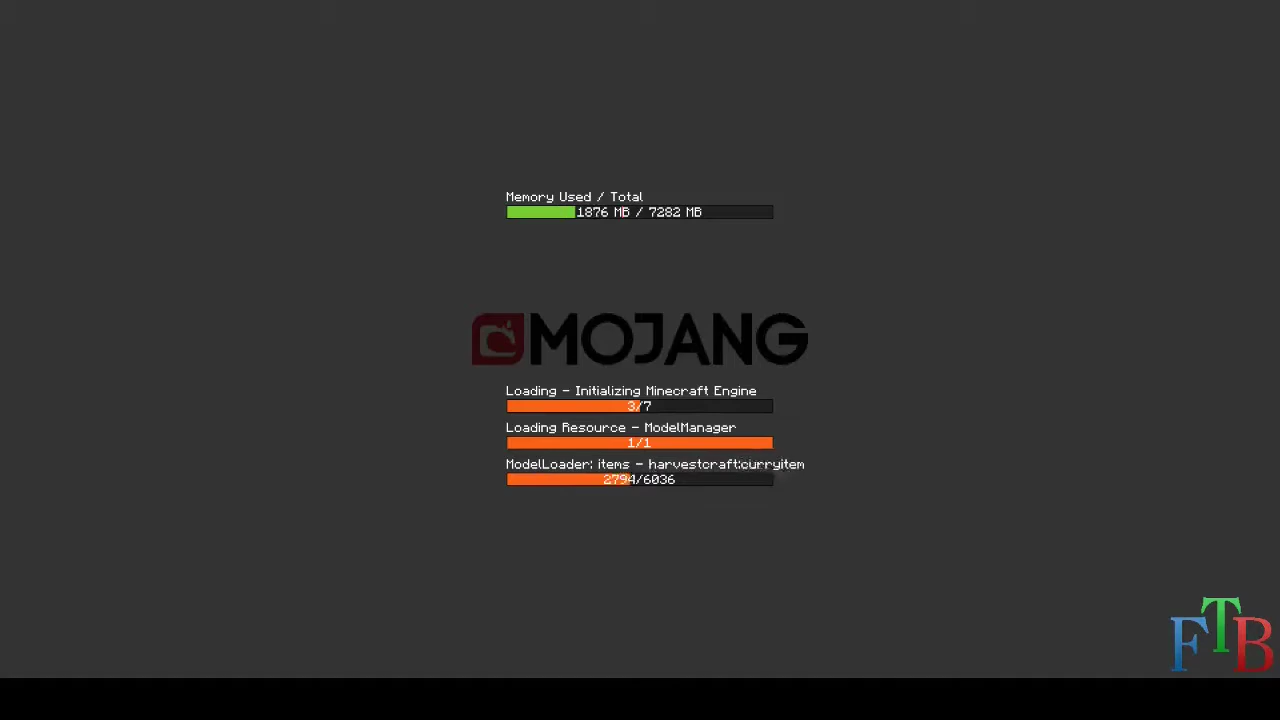 Memory Used / Total
1876 MB / 7282 MB
MOJANG
Loading - Initializing Minecraft Engine
3/7
Loading Resource - ModelManager
1/1
ModelLoader: items - harvestcraft:curryitem
2794/6036
FTB